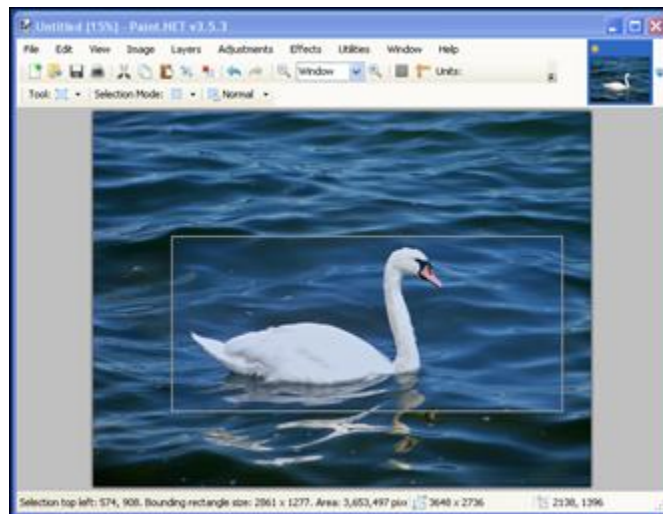 Untitled (15%) - Paint.NET v3.5.3
File Edit View Image Layers Adjustments Effects Utilities Window Help
Window Units:
Tool: Selection Mode: Normal
Selection top left: 574, 908. Bounding rectangle size: 2861 x 1277. Area: 3,653,497 pix 3648 x 2736 2138, 1396